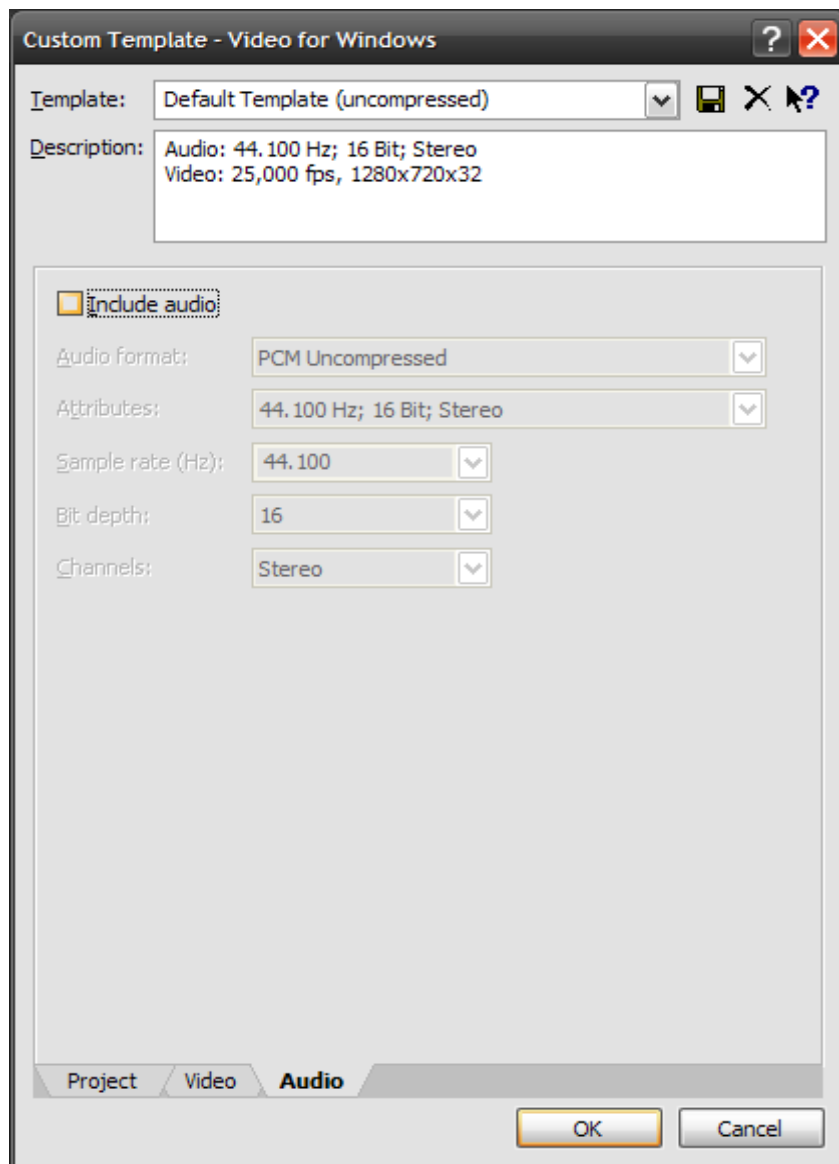 Custom Template - Video for Windows
Template: Default Template (uncompressed)
Description: Audio: 44.100 Hz; 16 Bit; Stereo
Video: 25,000 fps, 1280x720x32
Include audio
Audio format: PCM Uncompressed
Attributes: 44.100 Hz; 16 Bit; Stereo
Sample rate (Hz): 44.100
Bit depth: 16
Channels: Stereo
Project Video Audio
OK Cancel